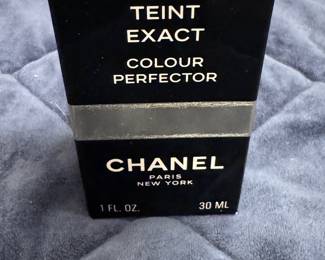 TEINT
EXACT
COLOUR
PERFECTOR
CHANEL
PARIS
NEW YORK
1 FL. OZ. 30 ML